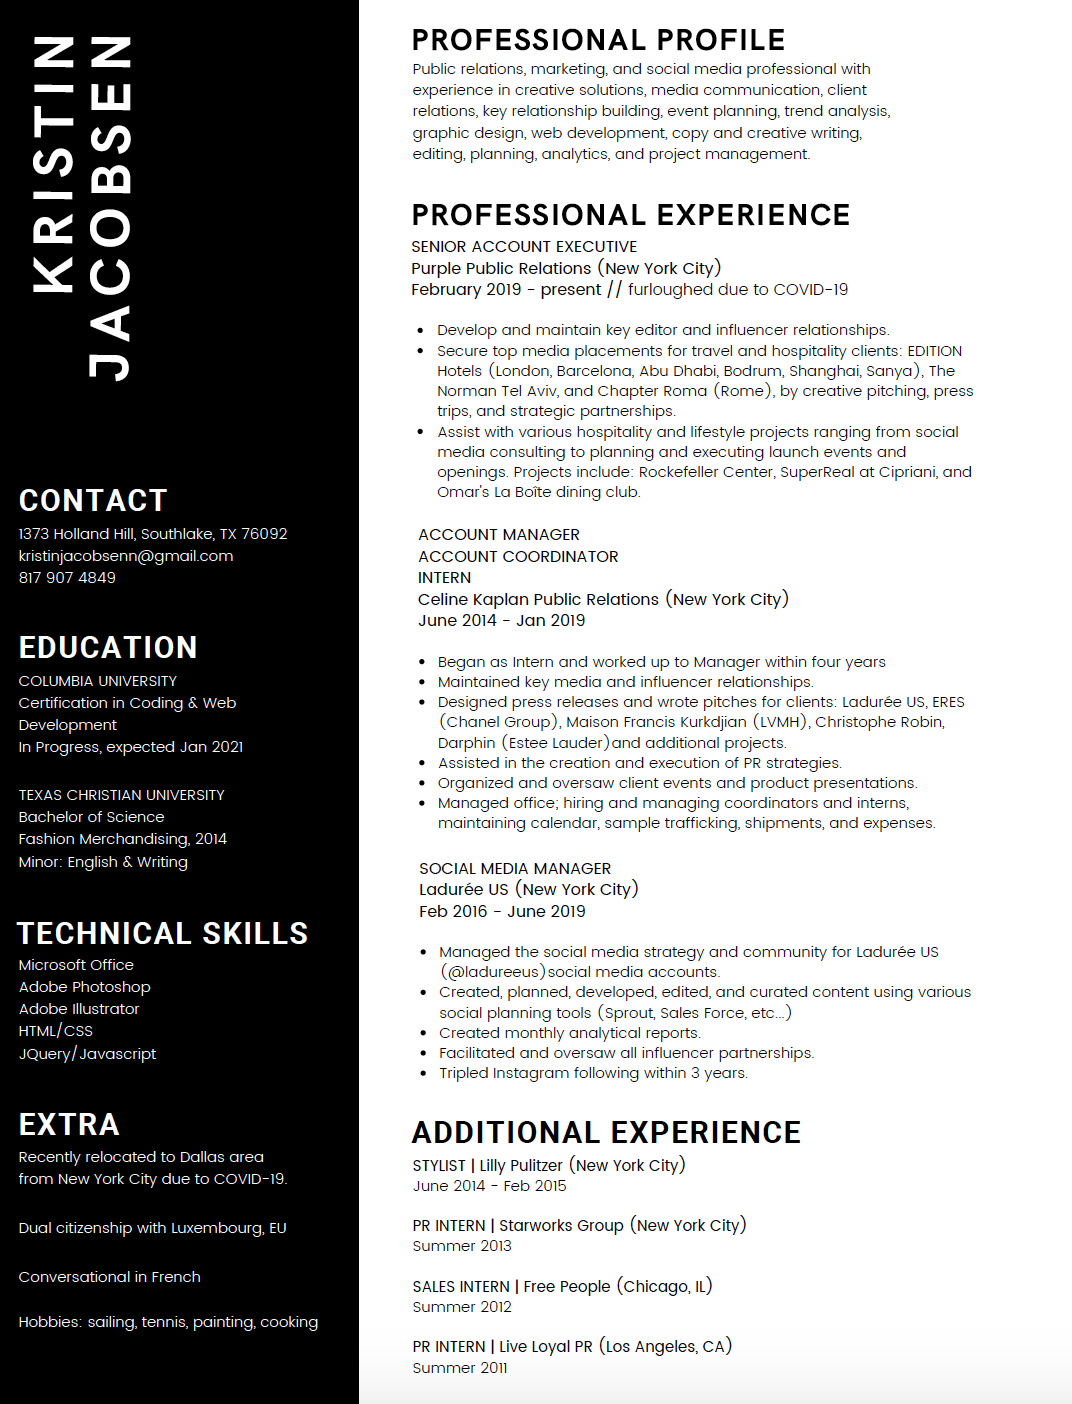 KRISTIN
JACOBSEN
CONTACT
1373 Holland Hill, Southlake, TX 76092
kristinjacobsenn@gmail.com
817 907 4849
EDUCATION
COLUMBIA UNIVERSITY
Certification in Coding & Web
Development
In Progress, expected Jan 2021
TEXAS CHRISTIAN UNIVERSITY
Bachelor of Science
Fashion Merchandising, 2014
Minor: English & Writing
TECHNICAL SKILLS
Microsoft Office
Adobe Photoshop
Adobe Illustrator
HTML/CSS
JQuery/Javascript
EXTRA
Recently relocated to Dallas area
from New York City due to COVID-19.
Dual citizenship with Luxembourg, EU
Conversational in French
Hobbies: sailing, tennis, painting, cooking
PROFESSIONAL PROFILE
Public relations, marketing, and social media professional with
experience in creative solutions, media communication, client
relations, key relationship building, event planning, trend analysis,
graphic design, web development, copy and creative writing,
editing, planning, analytics, and project management.
PROFESSIONAL EXPERIENCE
SENIOR ACCOUNT EXECUTIVE
Purple Public Relations (New York City)
February 2019 - present // furloughed due to COVID-19
• Develop and maintain key editor and influencer relationships.
• Secure top media placements for travel and hospitality clients: EDITION
Hotels (London, Barcelona, Abu Dhabi, Bodrum, Shanghai, Sanya), The
Norman Tel Aviv, and Chapter Roma (Rome), by creative pitching, press
trips, and strategic partnerships.
• Assist with various hospitality and lifestyle projects ranging from social
media consulting to planning and executing launch events and
openings. Projects include: Rockefeller Center, SuperReal at Cipriani, and
Omar's La Boîte dining club.
ACCOUNT MANAGER
ACCOUNT COORDINATOR
INTERN
Celine Kaplan Public Relations (New York City)
June 2014 - Jan 2019
• Began as Intern and worked up to Manager within four years
• Maintained key media and influencer relationships.
• Designed press releases and wrote pitches for clients: Ladurée US, ERES
(Chanel Group), Maison Francis Kurkdjian (LVMH), Christophe Robin,
Darphin (Estee Lauder)and additional projects.
• Assisted in the creation and execution of PR strategies.
• Organized and oversaw client events and product presentations.
• Managed office; hiring and managing coordinators and interns,
maintaining calendar, sample trafficking, shipments, and expenses.
SOCIAL MEDIA MANAGER
Ladurée US (New York City)
Feb 2016 - June 2019
• Managed the social media strategy and community for Ladurée US
(@ladureeus)social media accounts.
• Created, planned, developed, edited, and curated content using various
social planning tools (Sprout, Sales Force, etc...)
• Created monthly analytical reports.
• Facilitated and oversaw all influencer partnerships.
• Tripled Instagram following within 3 years.
ADDITIONAL EXPERIENCE
STYLIST | Lilly Pulitzer (New York City)
June 2014 - Feb 2015
PR INTERN | Starworks Group (New York City)
Summer 2013
SALES INTERN | Free People (Chicago, IL)
Summer 2012
PR INTERN | Live Loyal PR (Los Angeles, CA)
Summer 2011